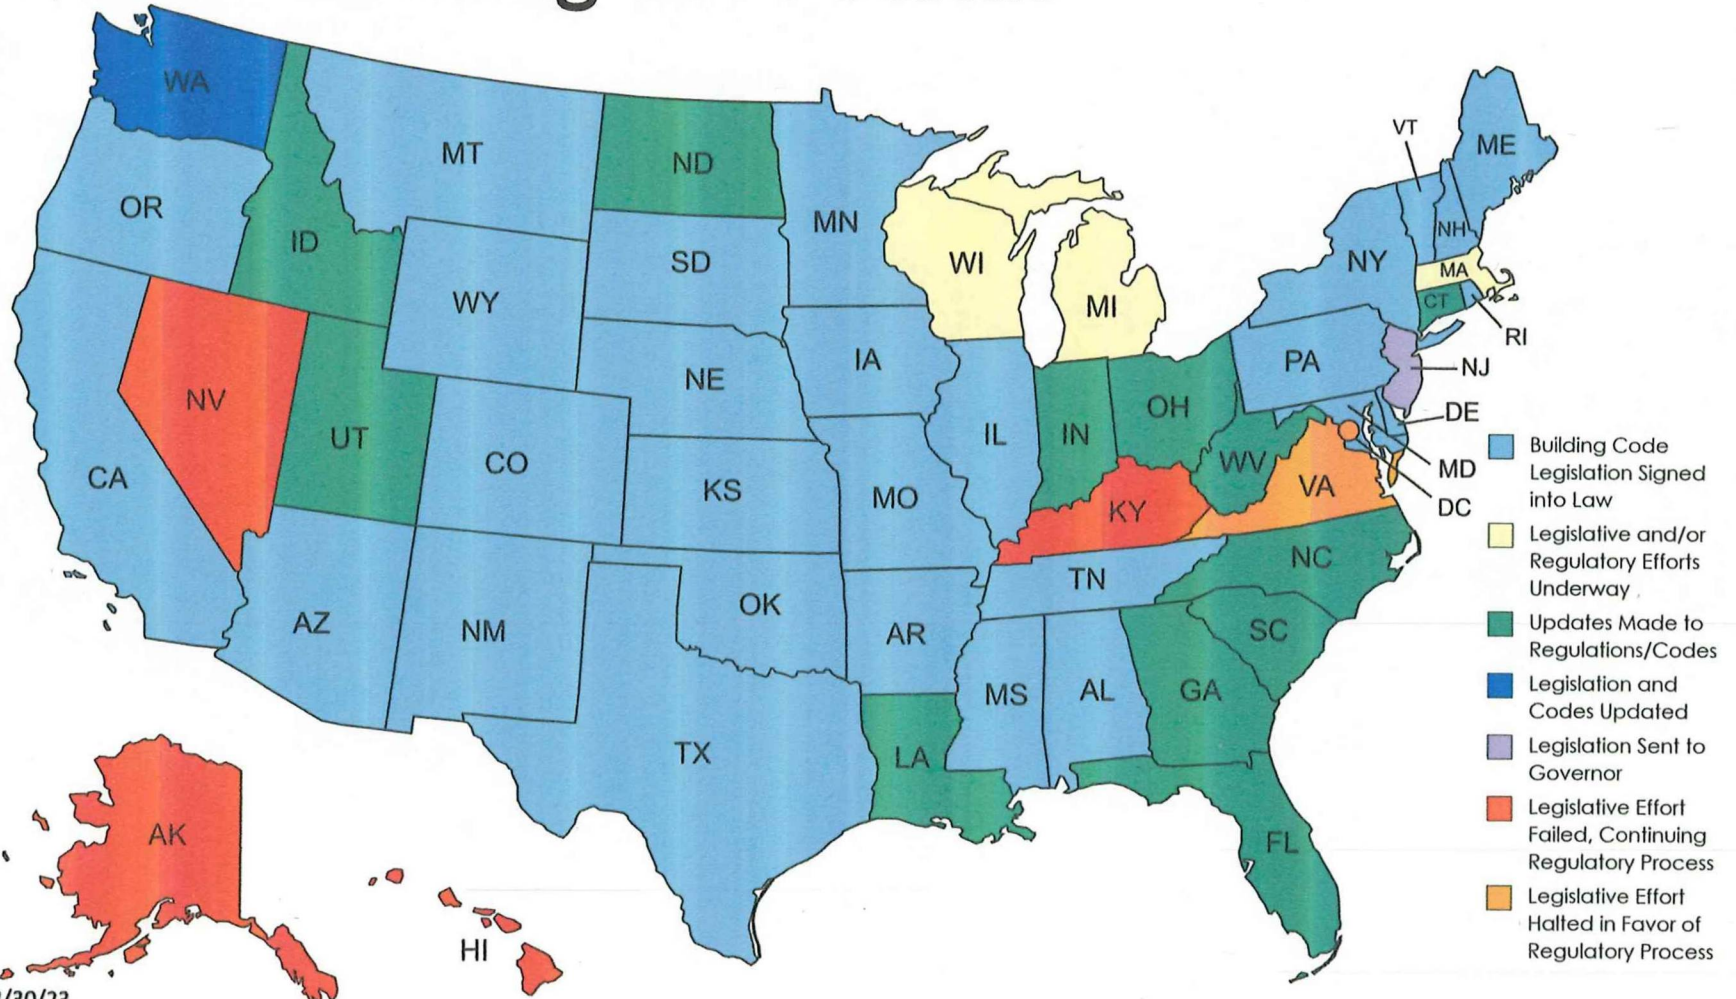 WA
MT
ND
OR
ID
WY
SD
MN
WI
MI
VT
ME
NH
NY
MA
CT
RI
NV
UT
CO
NE
IA
PA
NJ
DE
CA
KS
MO
IL
IN
OH
WV
VA
MD
DC
KY
NC
TN
AZ
NM
OK
AR
SC
MS
AL
GA
TX
LA
FL
AK
HI
Building Code
Legislation Signed
into Law
Legislative and/or
Regulatory Efforts
Underway
Updates Made to
Regulations/Codes
Legislation and
Codes Updated
Legislation Sent to
Governor
Legislative Effort
Failed, Continuing
Regulatory Process
Legislative Effort
Halted in Favor of
Regulatory Process